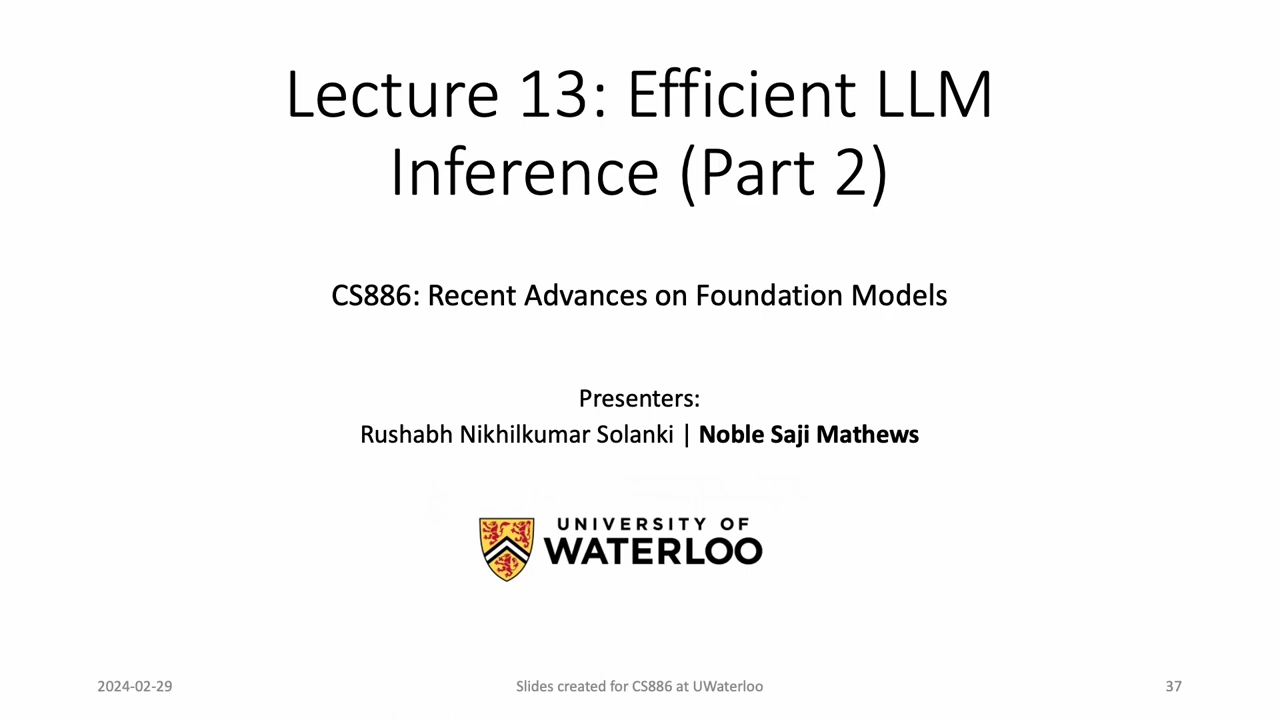 Lecture 13: Efficient LLM
Inference (Part 2)
CS886: Recent Advances on Foundation Models
Presenters:
Rushabh Nikhilkumar Solanki | Noble Saji Mathews
UNIVERSITY OF
WATERLOO
2024-02-29
Slides created for CS886 at UWaterloo
37